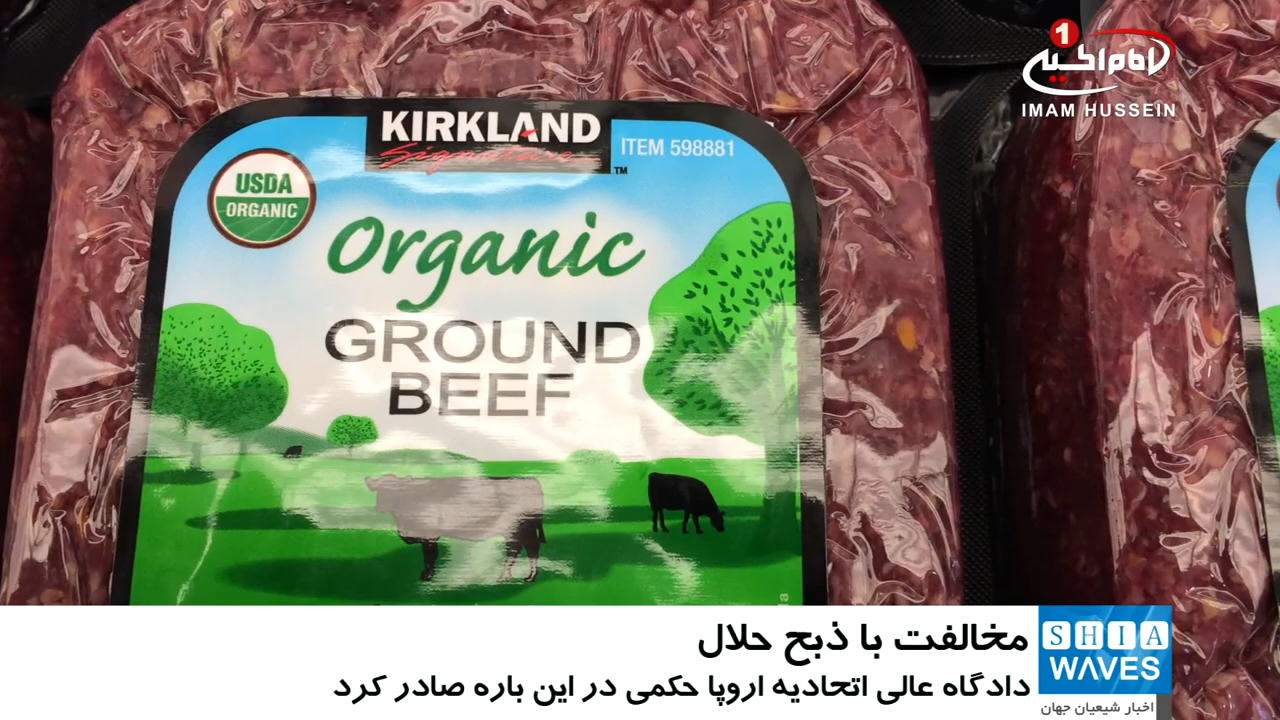 1
امام حسین
IMAM HUSSEIN
KIRKLAND
Signature
™
ITEM 598881
USDA
ORGANIC
Organic
GROUND
BEEF
مخالفت با ذبح حلال
دادگاه عالی اتحادیه اروپا حکمی در این باره صادر کرد
SHIA
WAVES
اخبار شیعیان جهان